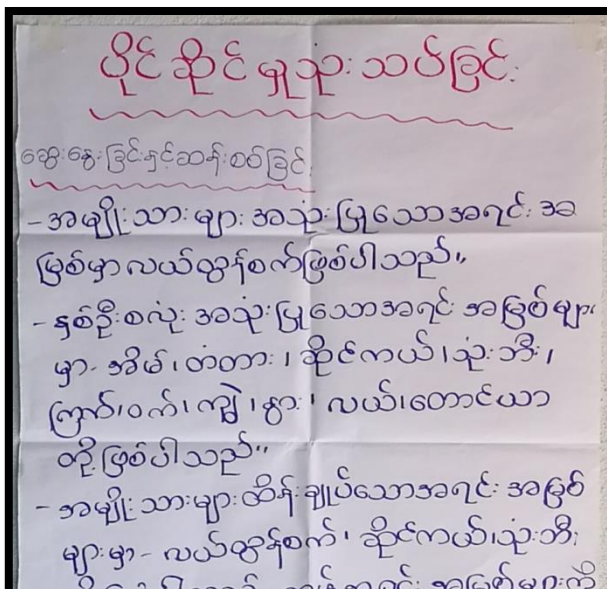 ပိုင်ဆိုင်မှုသုံးသပ်ခြင်း
ဆွေးနွေးခြင်းနှင့်ဆန်းစစ်ခြင်း
- အမျိုးသားများ အသုံးပြုသောအရင်းအ
မြစ်မှာ လယ်ထွန်စက်ဖြစ်ပါသည်။
- နှစ်ဦးစလုံး အသုံးပြုသောအရင်း အမြစ်များ
မှာ- အိမ်၊ တံတား၊ ဆိုင်ကယ်၊ သုံးဘီး၊
ကြက်၊ ဝက်၊ ကျွဲ၊ နွား၊ လယ်၊ တောင်ယာ
တို့ဖြစ်ပါသည်။
- အမျိုးသားများထိန်းချုပ်သောအရင်း အမြစ်
များမှာ - လယ်ထွန်စက်၊ ဆိုင်ကယ်၊ သုံးဘီး